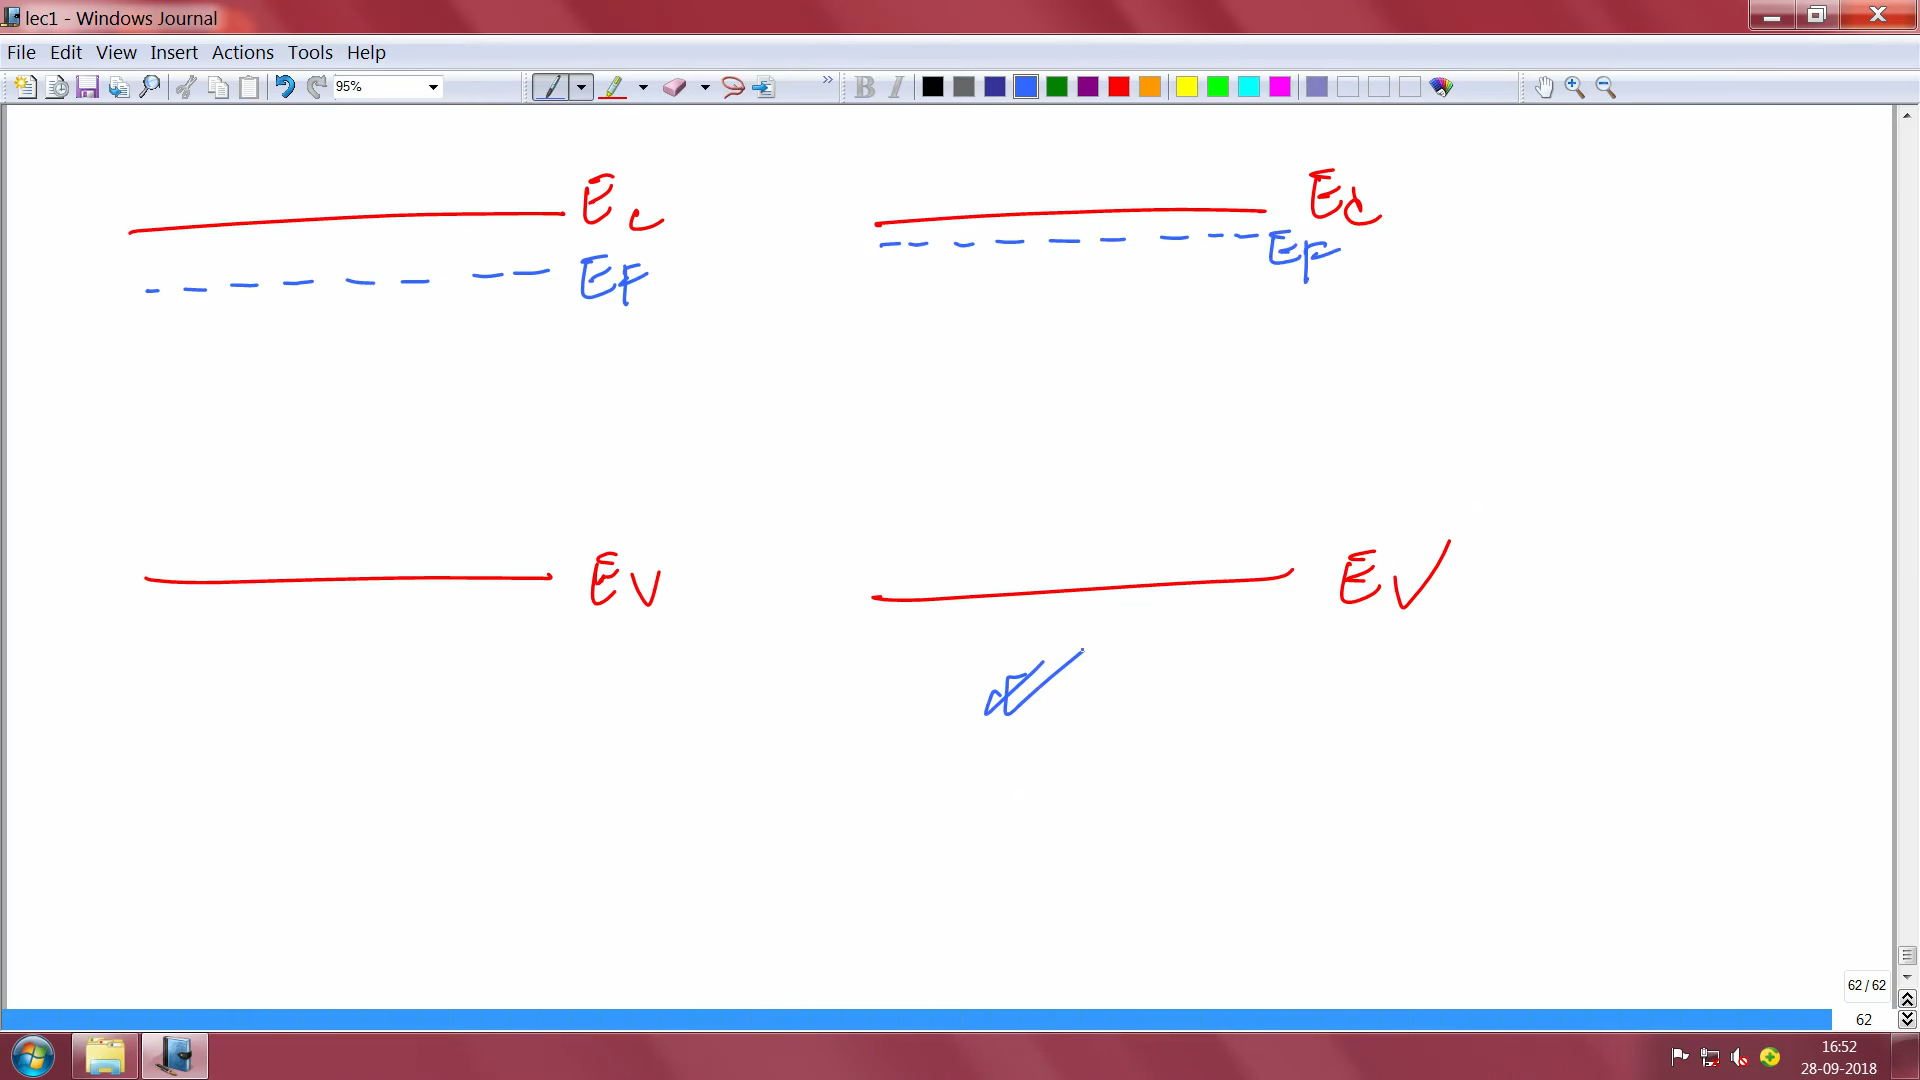 lec1 - Windows Journal
File Edit View Insert Actions Tools Help
95% » B I
Ec Ec
EF EF
Ev Ev
62 / 62
62
16:52
28-09-2018